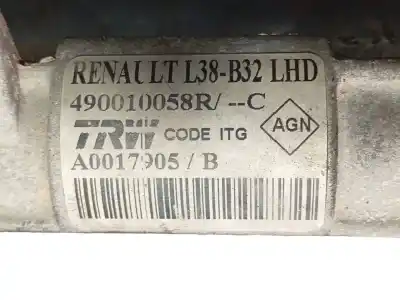 RENAULT L38-B32 LHD
490010058R/--C
TRW CODE ITG AGN
A0017905/B